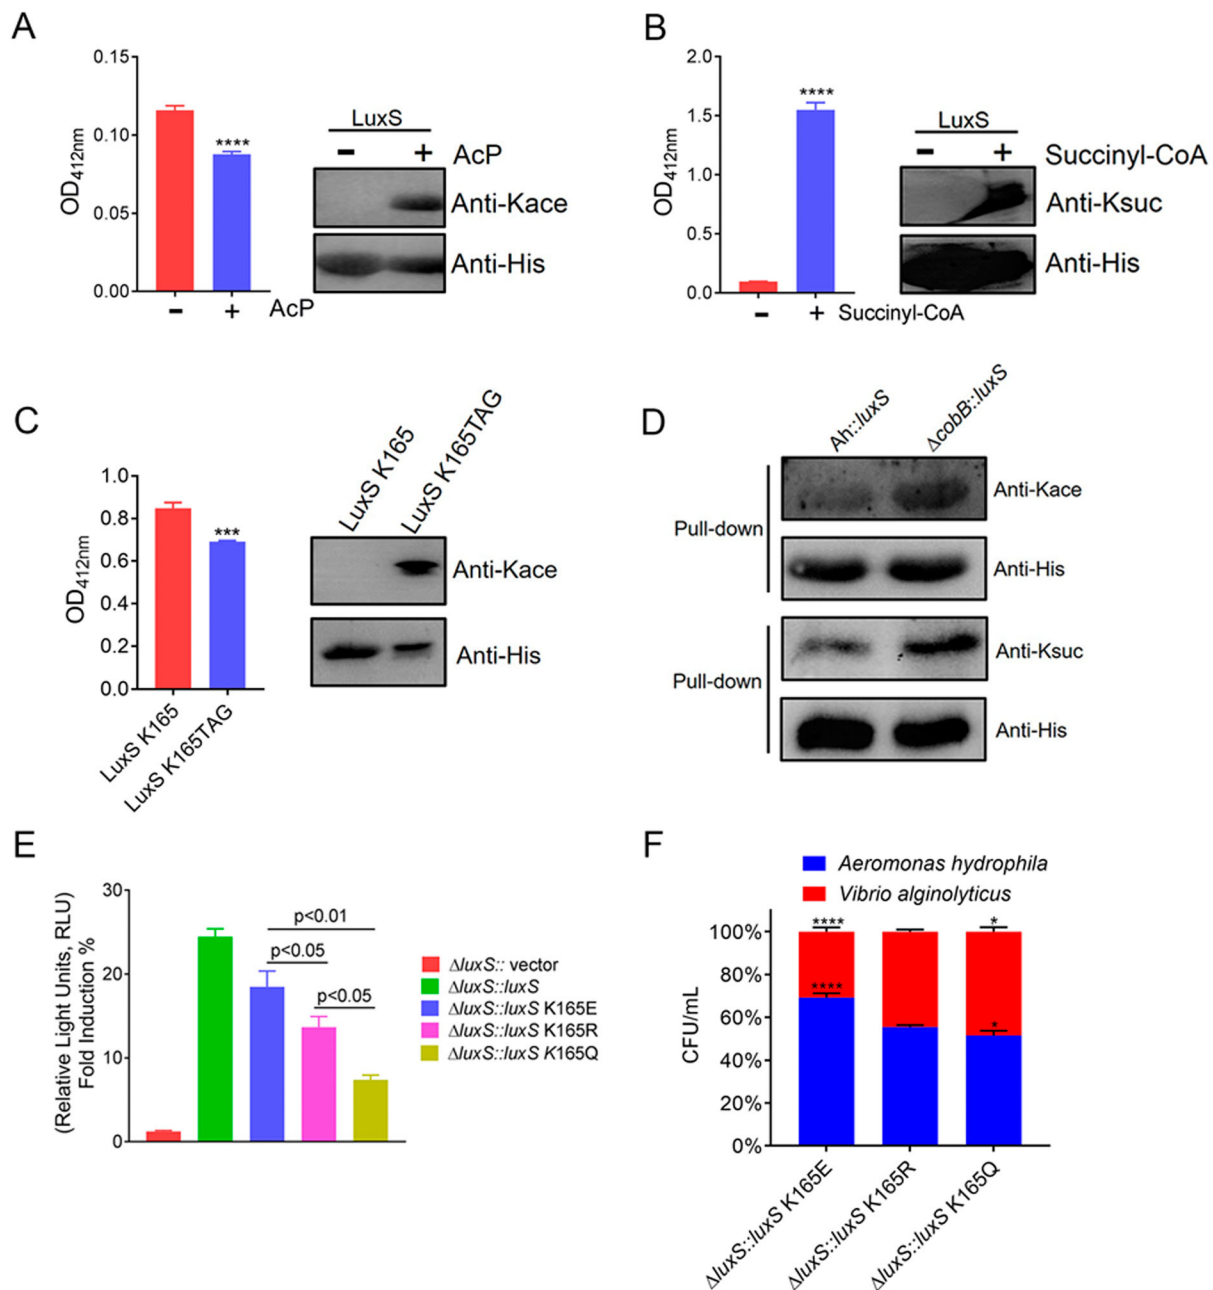 A
0.15
0.10
0.05
0.00
OD412nm
****
− +
AcP
LuxS
− + AcP
Anti-Kace
Anti-His
B
2.0
1.5
1.0
0.5
0.0
OD412nm
****
− + Succinyl-CoA
LuxS
− + Succinyl-CoA
Anti-Ksuc
Anti-His
C
1.0
0.8
0.6
0.4
0.2
0.0
OD412nm
***
LuxS K165
LuxS K165TAG
LuxS K165
LuxS K165TAG
Anti-Kace
Anti-His
D
Ah::luxS
ΔcobB::luxS
Pull-down
Anti-Kace
Anti-His
Pull-down
Anti-Ksuc
Anti-His
E
(Relative Light Units, RLU)
Fold Induction %
30
20
10
0
p<0.01
p<0.05
p<0.05
ΔluxS:: vector
ΔluxS::luxS
ΔluxS::luxS K165E
ΔluxS::luxS K165R
ΔluxS::luxS K165Q
F
Aeromonas hydrophila
Vibrio alginolyticus
CFU/mL
100%
80%
60%
40%
20%
0%
****
*
****
*
ΔluxS::luxS K165E
ΔluxS::luxS K165R
ΔluxS::luxS K165Q